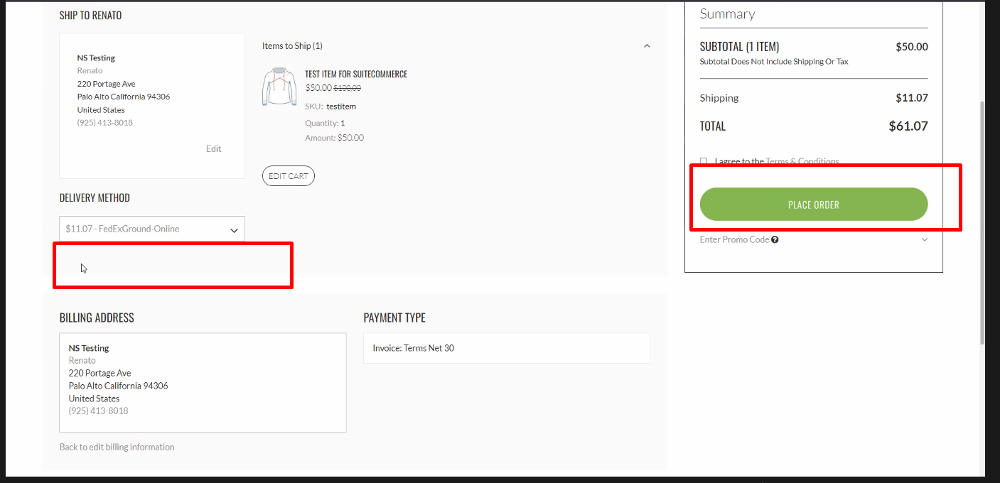 SHIP TO RENATO
NS Testing
Renato
220 Portage Ave
Palo Alto California 94306
United States
(925) 413-8018
Edit
Items to Ship (1)
TEST ITEM FOR SUITECOMMERCE
$50.00 $100.00
SKU: testitem
Quantity: 1
Amount: $50.00
EDIT CART
DELIVERY METHOD
$11.07 - FedExGround-Online
BILLING ADDRESS
NS Testing
Renato
220 Portage Ave
Palo Alto California 94306
United States
(925) 413-8018
Back to edit billing information
PAYMENT TYPE
Invoice: Terms Net 30
Summary
SUBTOTAL (1 ITEM) $50.00
Subtotal Does Not Include Shipping Or Tax
Shipping $11.07
TOTAL $61.07
I agree to the Terms & Conditions
PLACE ORDER
Enter Promo Code ?